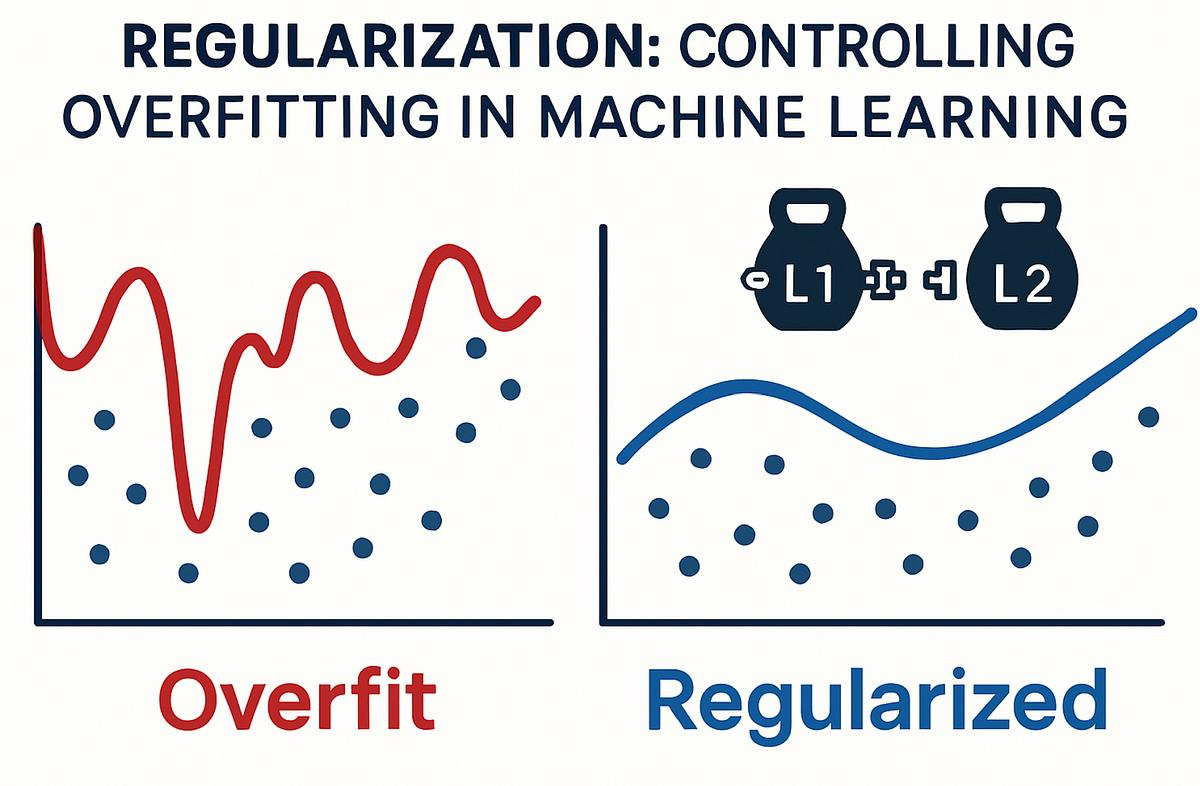 REGULARIZATION: CONTROLLING
OVERFITTING IN MACHINE LEARNING
L1 L2
Overfit Regularized